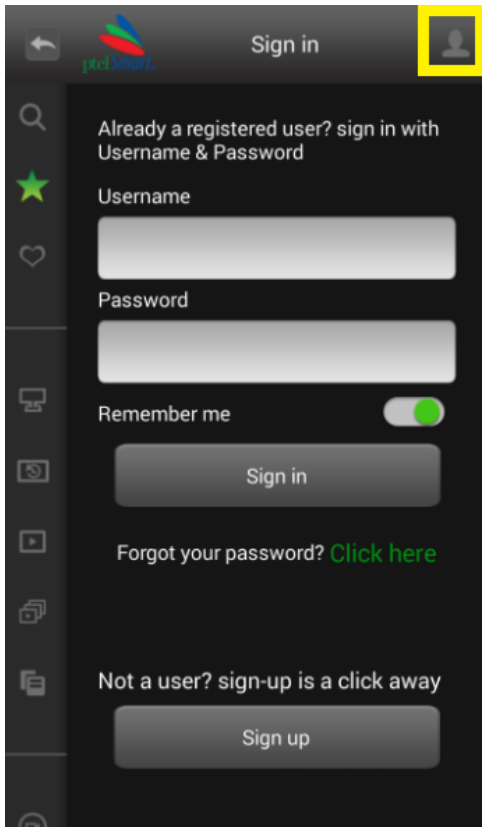 ptelSmart.
Sign in
Already a registered user? sign in with
Username & Password
Username
Password
Remember me
Sign in
Forgot your password? Click here
Not a user? sign-up is a click away
Sign up